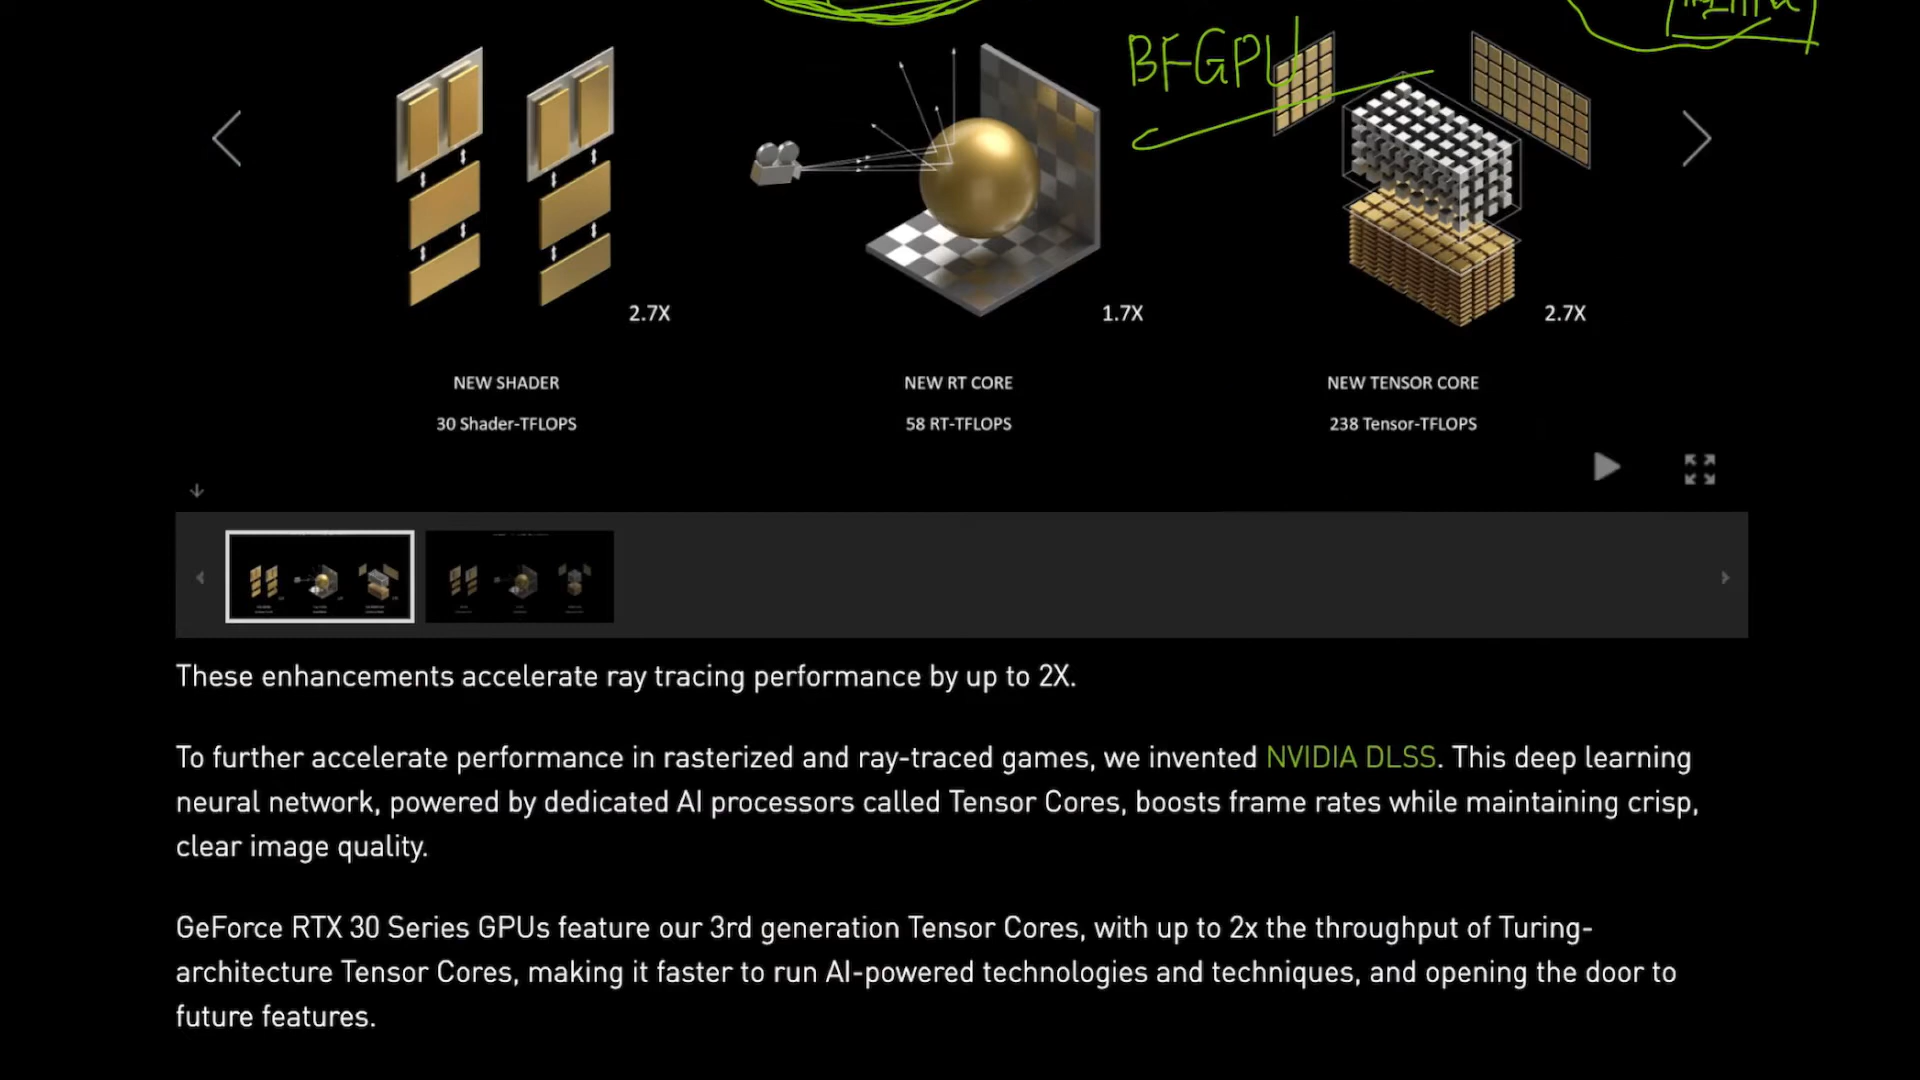 BFGPU
2.7X
1.7X
2.7X
NEW SHADER
NEW RT CORE
NEW TENSOR CORE
30 Shader-TFLOPS
58 RT-TFLOPS
238 Tensor-TFLOPS
These enhancements accelerate ray tracing performance by up to 2X.
To further accelerate performance in rasterized and ray-traced games, we invented NVIDIA DLSS. This deep learning
neural network, powered by dedicated AI processors called Tensor Cores, boosts frame rates while maintaining crisp,
clear image quality.
GeForce RTX 30 Series GPUs feature our 3rd generation Tensor Cores, with up to 2x the throughput of Turing-
architecture Tensor Cores, making it faster to run AI-powered technologies and techniques, and opening the door to
future features.